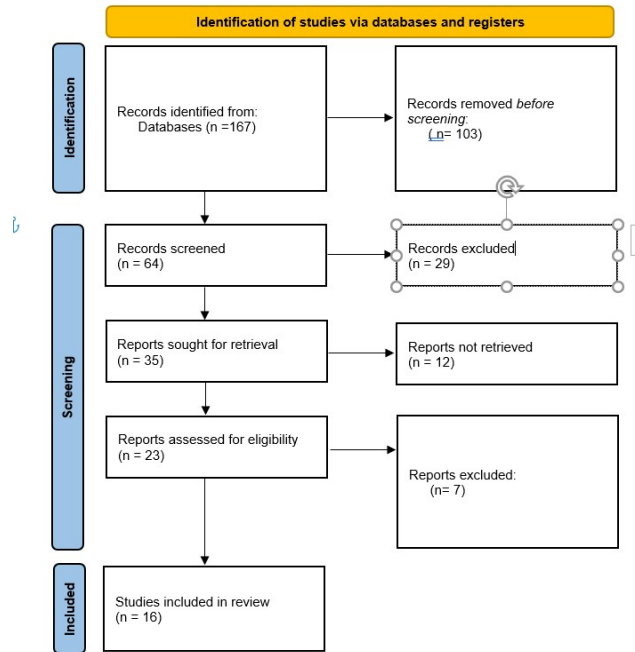 Identification of studies via databases and registers
Identification
Records identified from:
Databases (n =167)
Records removed before
screening:
( n= 103)
Screening
Records screened
(n = 64)
Records excluded
(n = 29)
Reports sought for retrieval
(n = 35)
Reports not retrieved
(n = 12)
Reports assessed for eligibility
(n = 23)
Reports excluded:
(n= 7)
Included
Studies included in review
(n = 16)